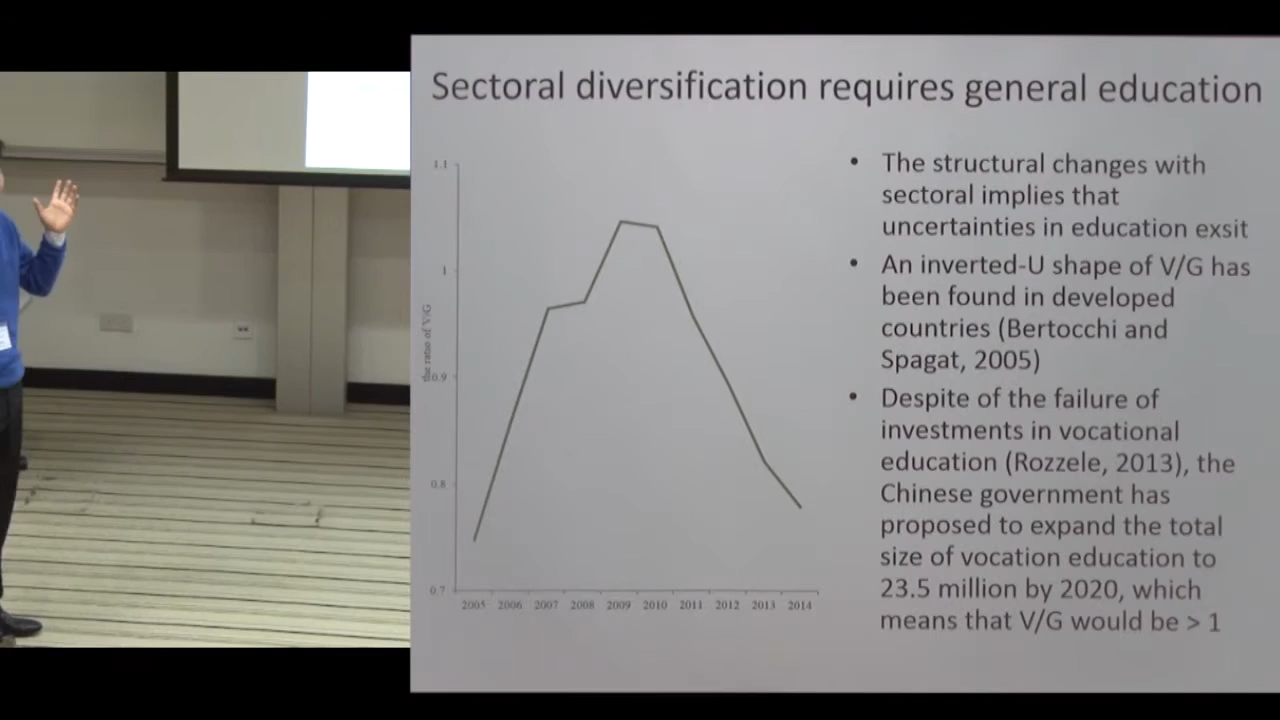 Sectoral diversification requires general education
1.1
1
0.9
0.8
0.7
the ratio of V/G
2005 2006 2007 2008 2009 2010 2011 2012 2013 2014
• The structural changes with
sectoral implies that
uncertainties in education exsit
• An inverted-U shape of V/G has
been found in developed
countries (Bertocchi and
Spagat, 2005)
• Despite of the failure of
investments in vocational
education (Rozzele, 2013), the
Chinese government has
proposed to expand the total
size of vocation education to
23.5 million by 2020, which
means that V/G would be > 1